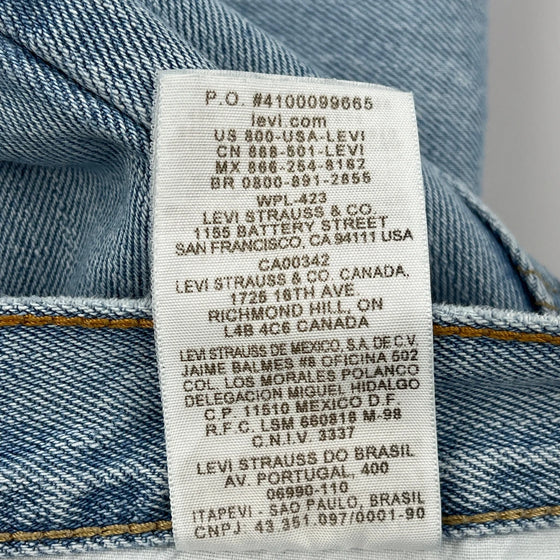 P.O. #4100099665
levi.com
US 800-USA-LEVI
CN 888-501-LEVI
MX 866-254-8162
BR 0800-891-2855
WPL-423
LEVI STRAUSS & CO.
1155 BATTERY STREET
SAN FRANCISCO, CA 94111 USA
CA00342
LEVI STRAUSS & CO. CANADA,
1725 16TH AVE
RICHMOND HILL, ON
L4B 4C6 CANADA
LEVI STRAUSS DE MEXICO, S.A. DE C.V.
JAIME BALMES #8 OFICINA 502
COL. LOS MORALES POLANCO
DELEGACION MIGUEL HIDALGO
C.P. 11510 MEXICO D.F.
R.F.C. LSM 660818 M-98
C.N.I.V. 3337
LEVI STRAUSS DO BRASIL
AV. PORTUGAL, 400
06990-110
ITAPEVI - SÃO PAULO, BRASIL
CNPJ 43.351.097/0001-90